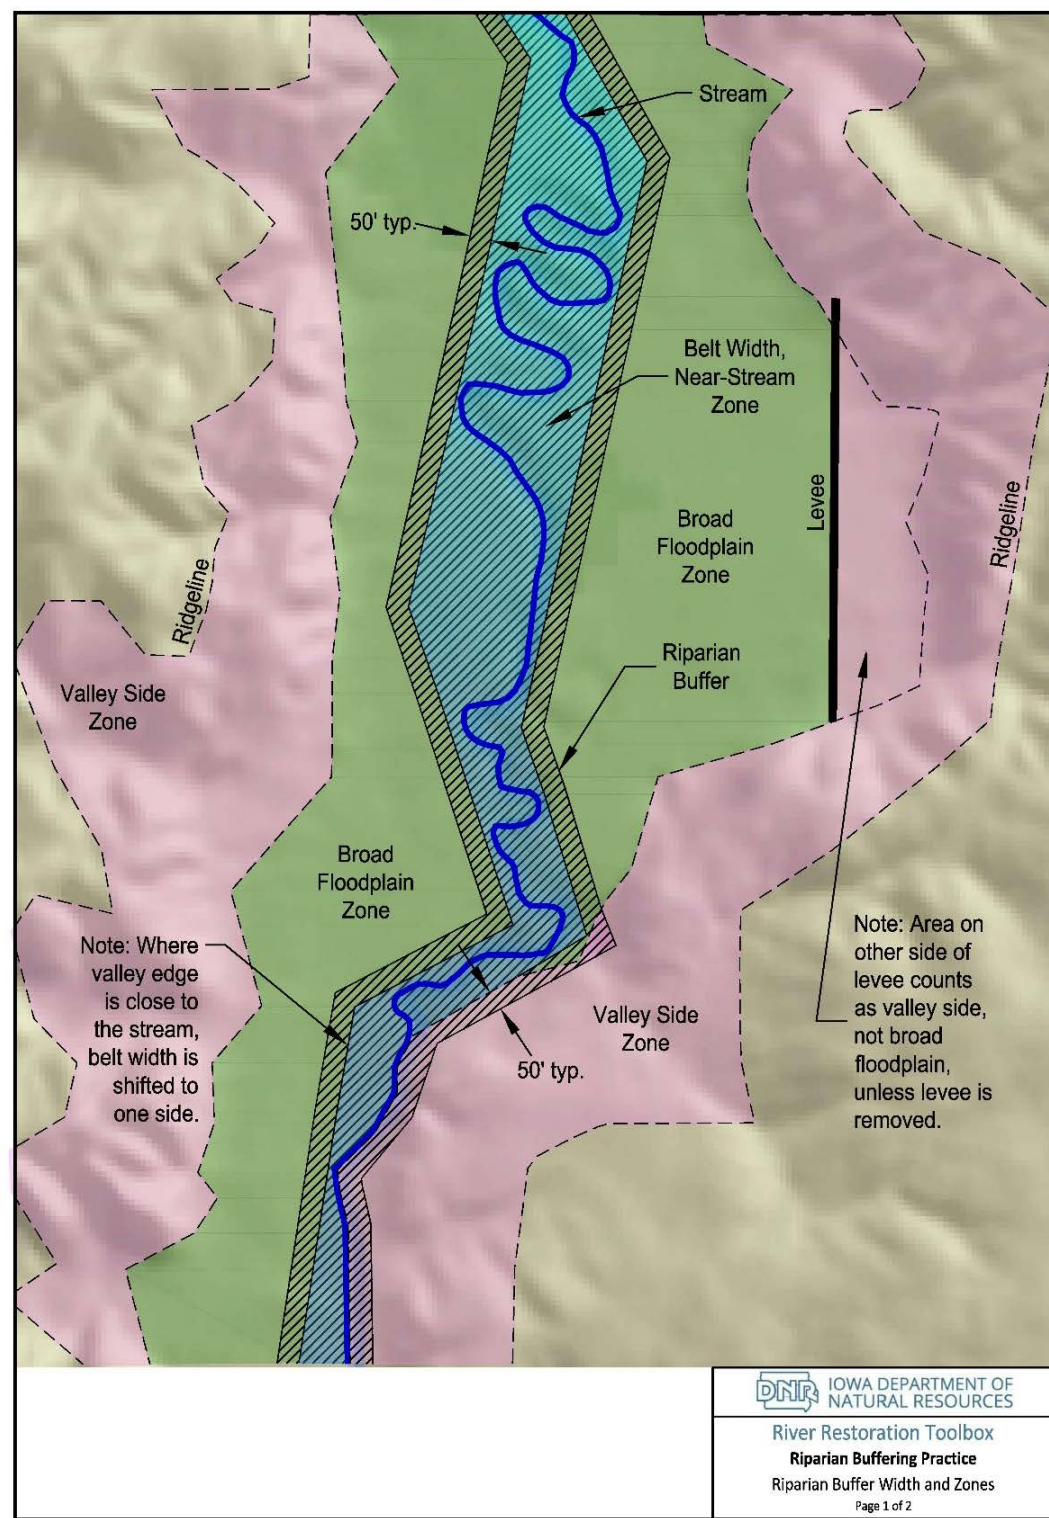 Stream
50' typ.
Belt Width,
Near-Stream
Zone
Levee
Broad
Floodplain
Zone
Ridgeline
Ridgeline
Riparian
Buffer
Valley Side
Zone
Broad
Floodplain
Zone
Note: Where
valley edge
is close to
the stream,
belt width is
shifted to
one side.
Note: Area on
other side of
levee counts
as valley side,
not broad
floodplain,
unless levee is
removed.
Valley Side
Zone
50' typ.
DNR
IOWA DEPARTMENT OF
NATURAL RESOURCES
River Restoration Toolbox
Riparian Buffering Practice
Riparian Buffer Width and Zones
Page 1 of 2